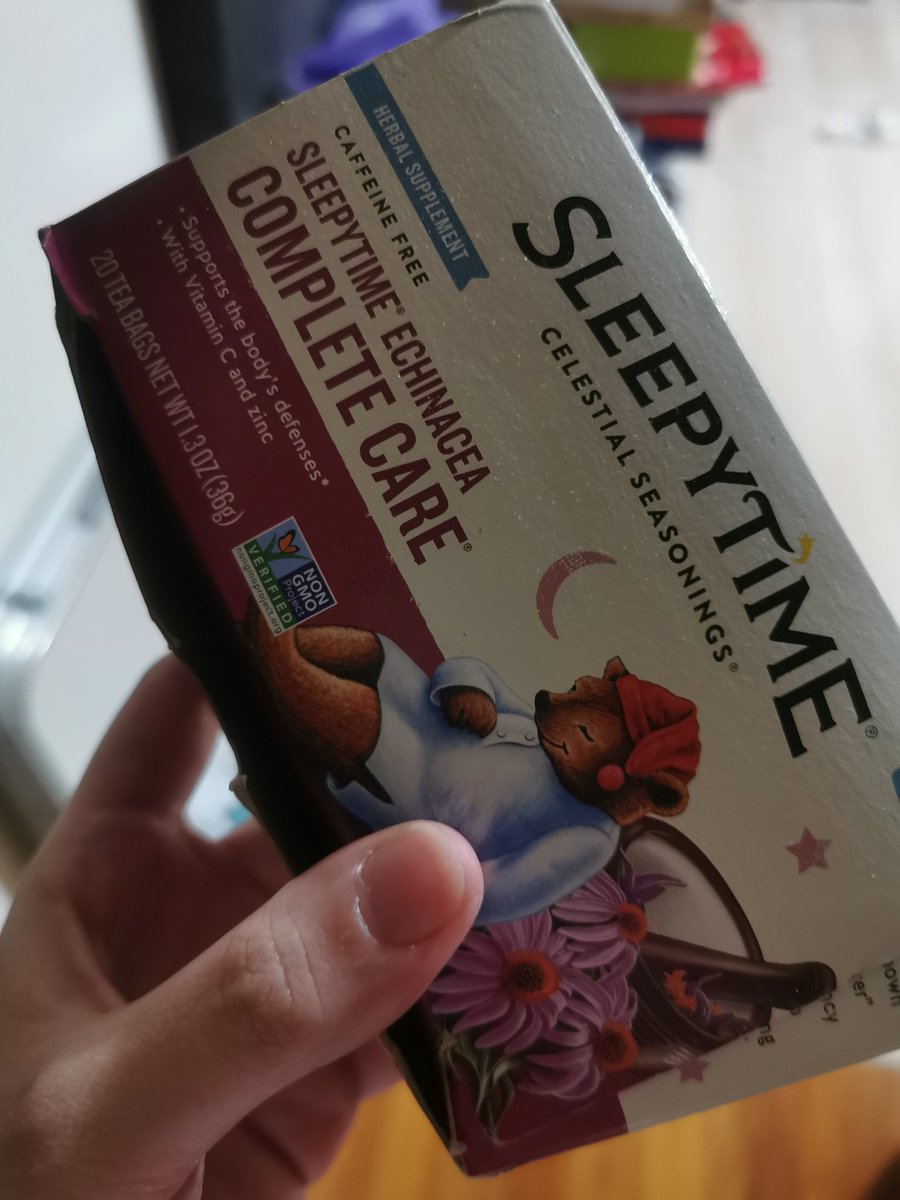 SLEEPYTIME®
CELESTIAL SEASONINGS®
HERBAL SUPPLEMENT
CAFFEINE FREE
SLEEPYTIME® ECHINACEA
COMPLETE CARE®
• Supports the body's defenses*
• With Vitamin C and zinc
20 TEA BAGS NET WT 1.3 OZ (36g)
NON
GMO
Project
VERIFIED
nongmoproject.org